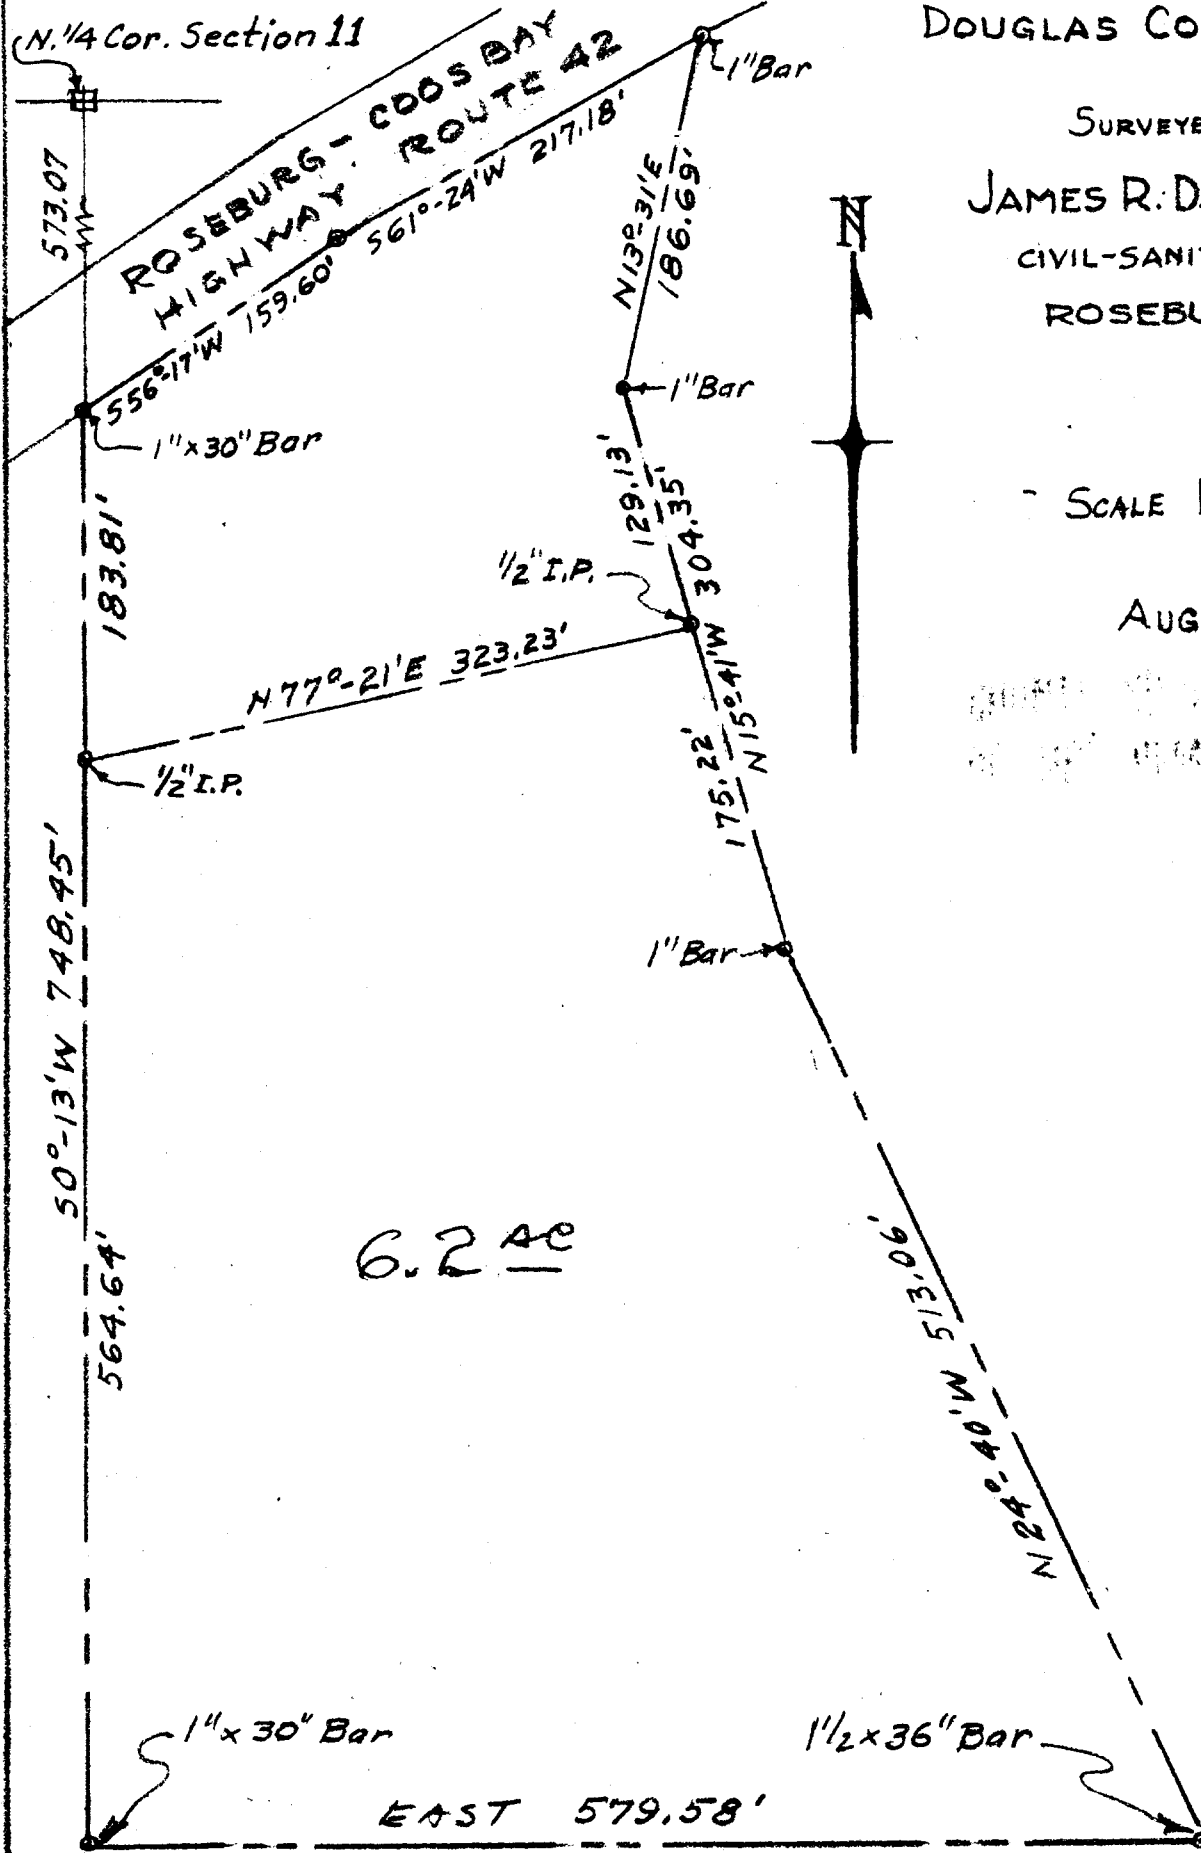 N. 1/4 Cor. Section 11
573.07
ROSEBURG - COOS BAY
HIGHWAY. ROUTE 42
S56°-17'W 159.60'
S61°-24'W 217.18'
1" Bar
N13°-31'E
186.69'
1" Bar
1"x30" Bar
183.81'
129.13'
304.35'
N15°-41'W
175.22'
1/2" I.P.
N77°-21'E 323.23'
1/2" I.P.
1" Bar
S0°-13'W 748.45'
564.64'
6.2 AC
N24°-40'W 513.06'
1"x30" Bar
1 1/2x36" Bar
EAST 579.58'
DOUGLAS CO
SURVEYE
JAMES R. D
CIVIL-SANI
ROSEBU
N
SCALE
AUG